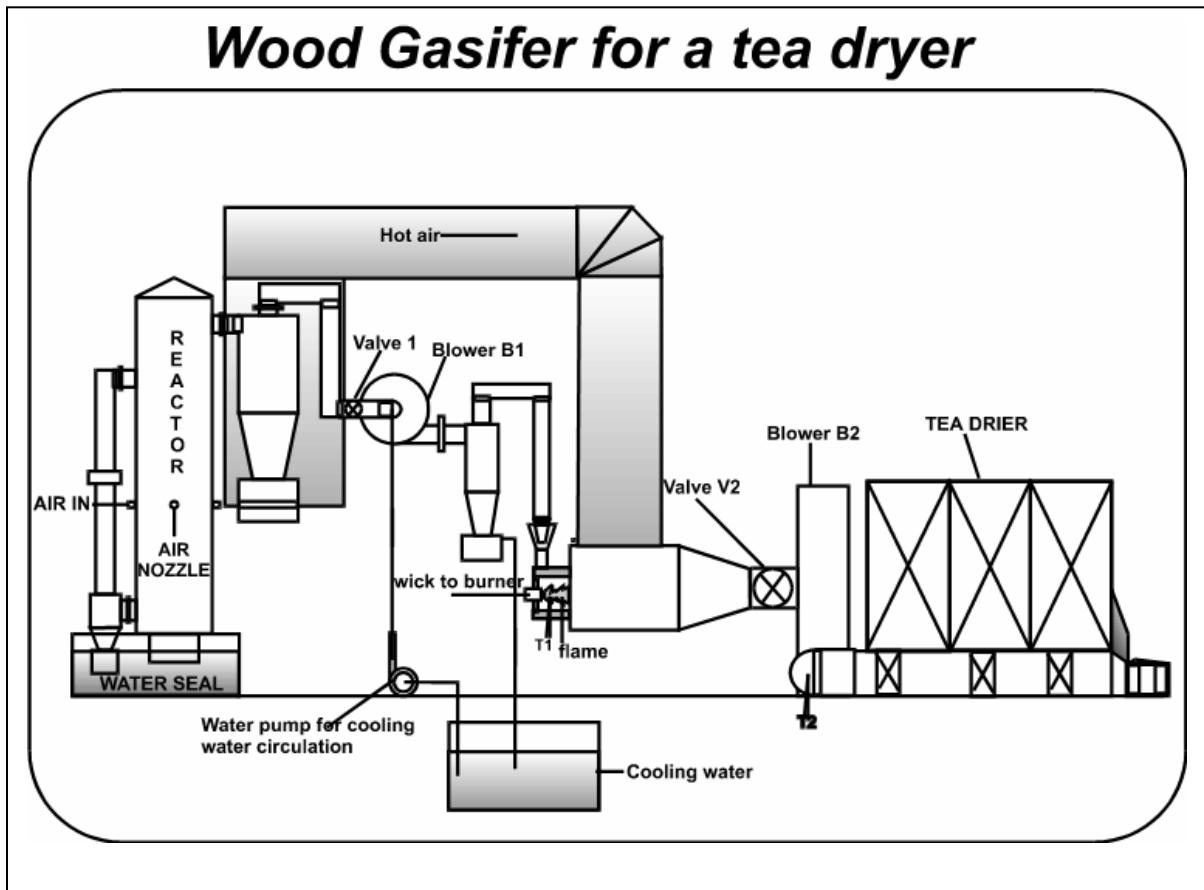 Wood Gasifer for a tea dryer
Hot air
REACTOR
Valve 1
Blower B1
Blower B2
TEA DRIER
Valve V2
AIR IN
AIR
NOZZLE
wick to burner
T1
flame
WATER SEAL
T2
Water pump for cooling
water circulation
Cooling water